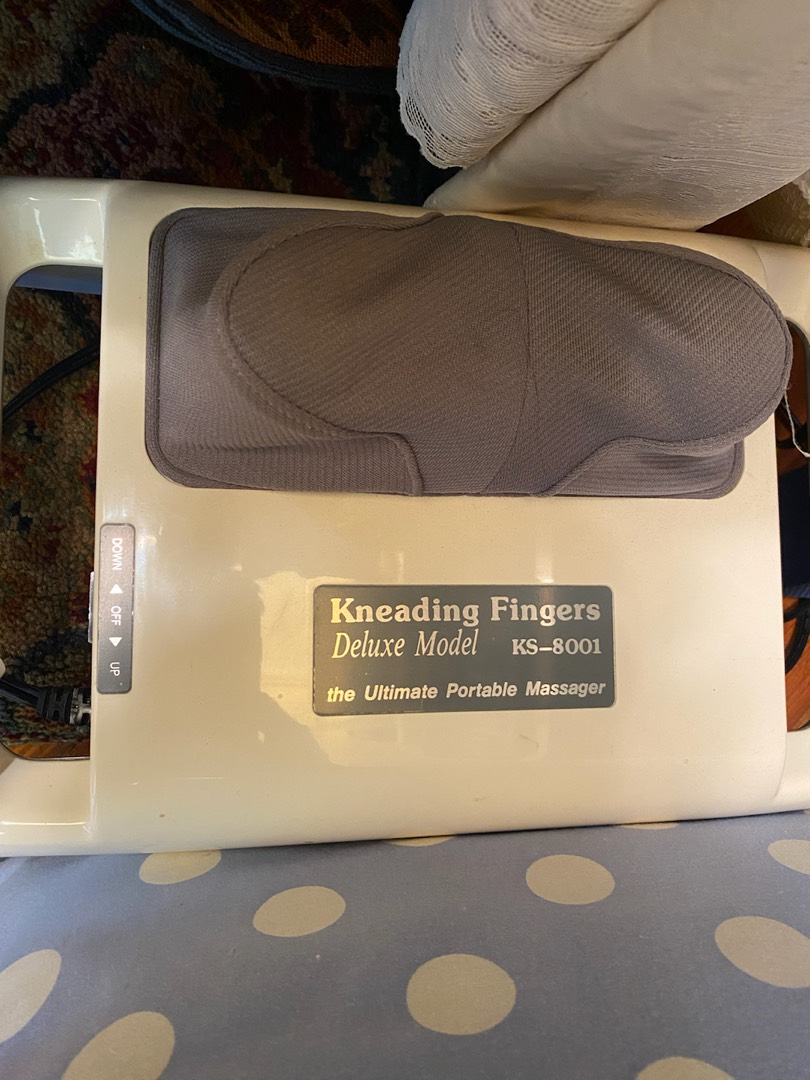 Kneading Fingers
Deluxe Model KS-8001
the Ultimate Portable Massager
DOWN ◀ OFF ▶ UP